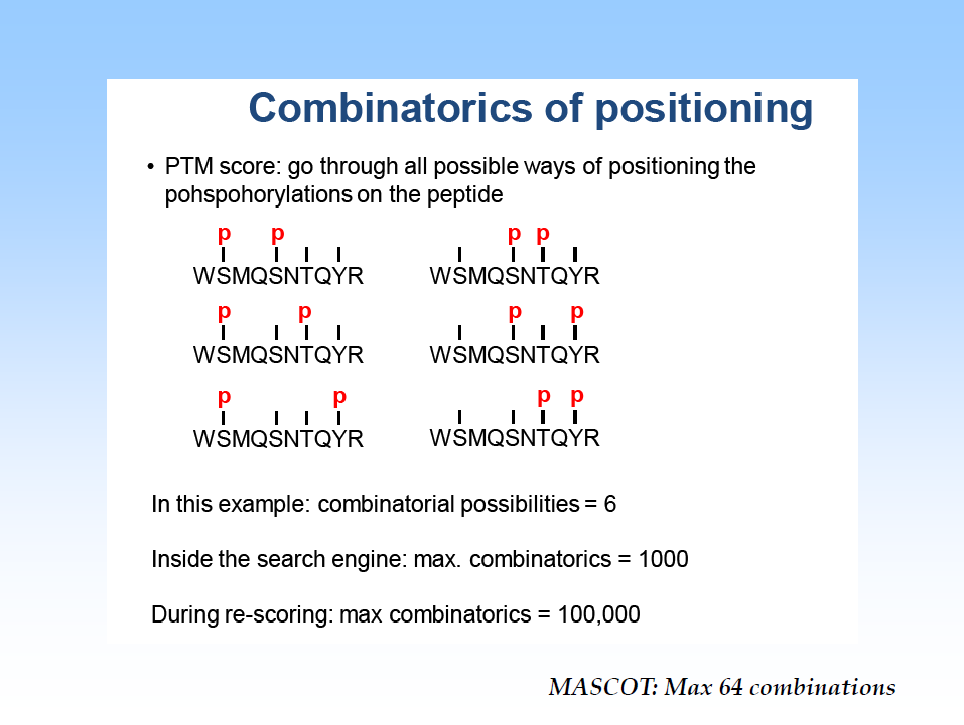 Combinatorics of positioning
• PTM score: go through all possible ways of positioning the
pohspohorylations on the peptide
p p
WSMQSNTQYR
p p
WSMQSNTQYR
p p
WSMQSNTQYR
p p
WSMQSNTQYR
p p
WSMQSNTQYR
p p
WSMQSNTQYR
In this example: combinatorial possibilities = 6
Inside the search engine: max. combinatorics = 1000
During re-scoring: max combinatorics = 100,000
MASCOT: Max 64 combinations